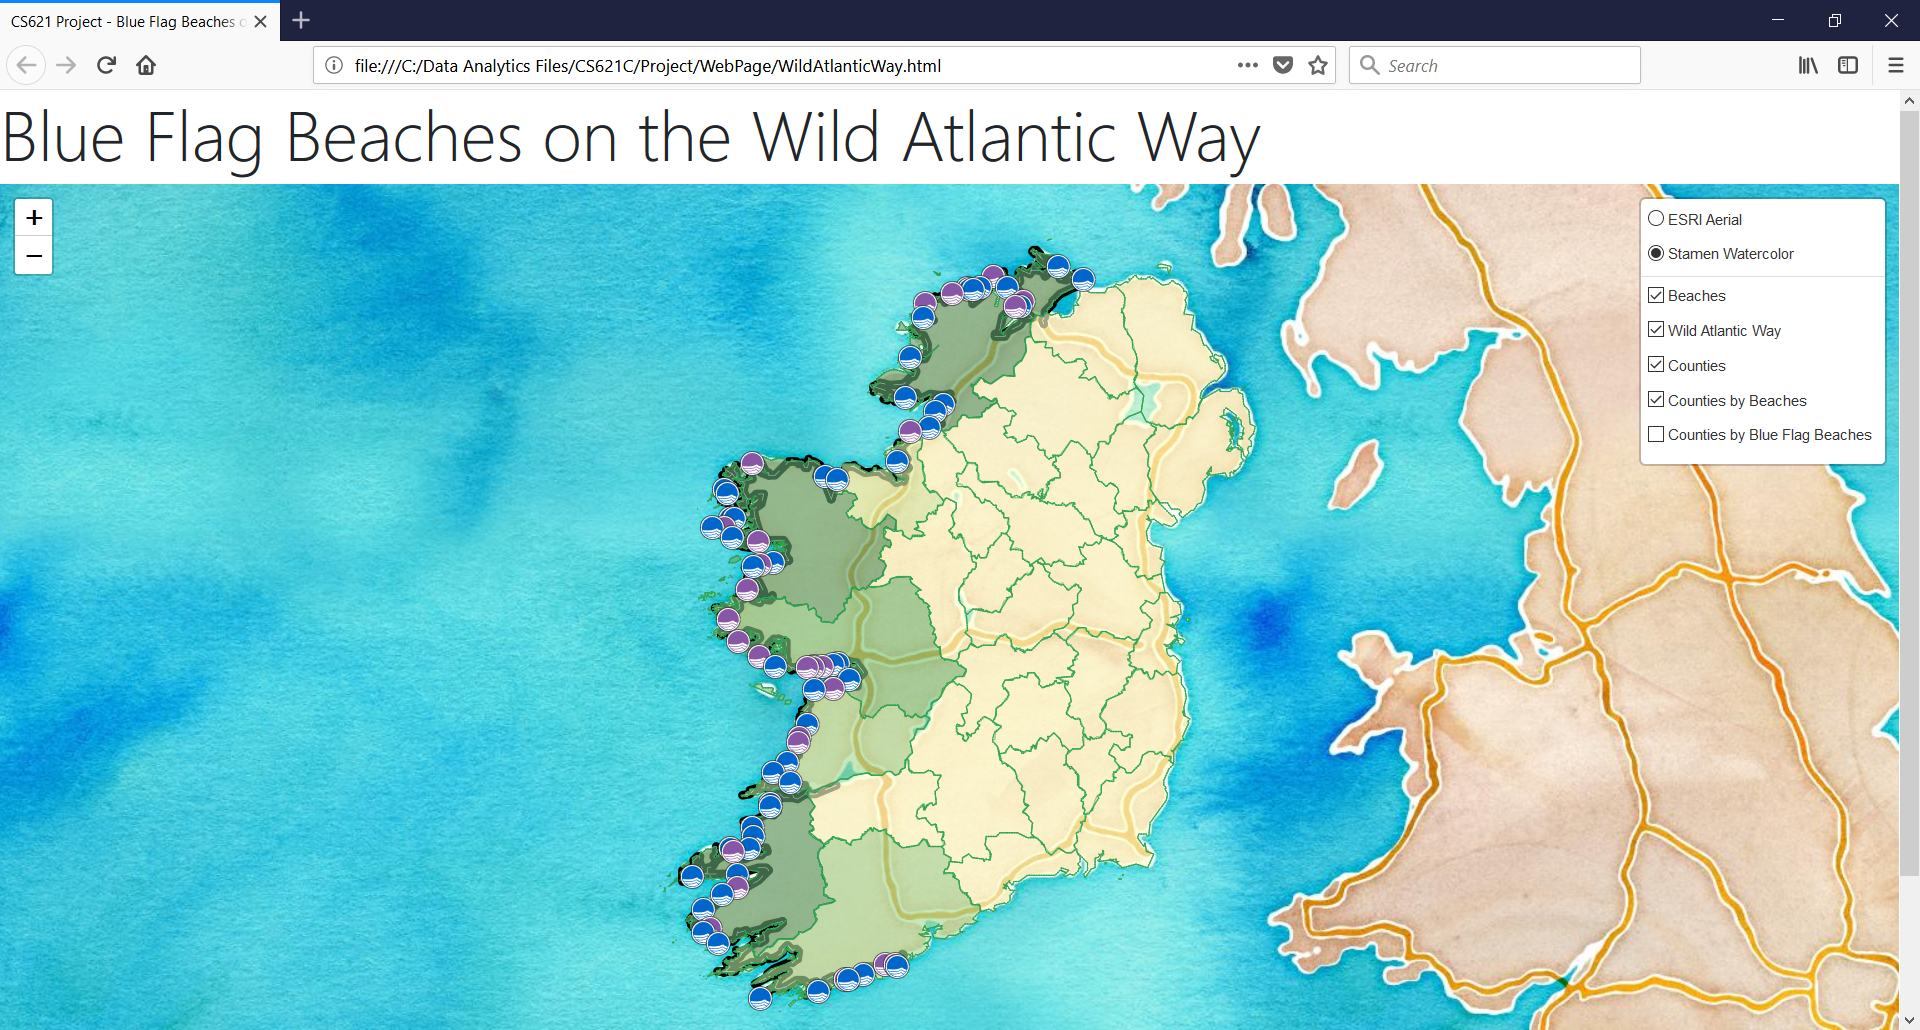 CS621 Project - Blue Flag Beaches o
file:///C:/Data Analytics Files/CS621C/Project/WebPage/WildAtlanticWay.html
Search
Blue Flag Beaches on the Wild Atlantic Way
+
−
ESRI Aerial
Stamen Watercolor
Beaches
Wild Atlantic Way
Counties
Counties by Beaches
Counties by Blue Flag Beaches